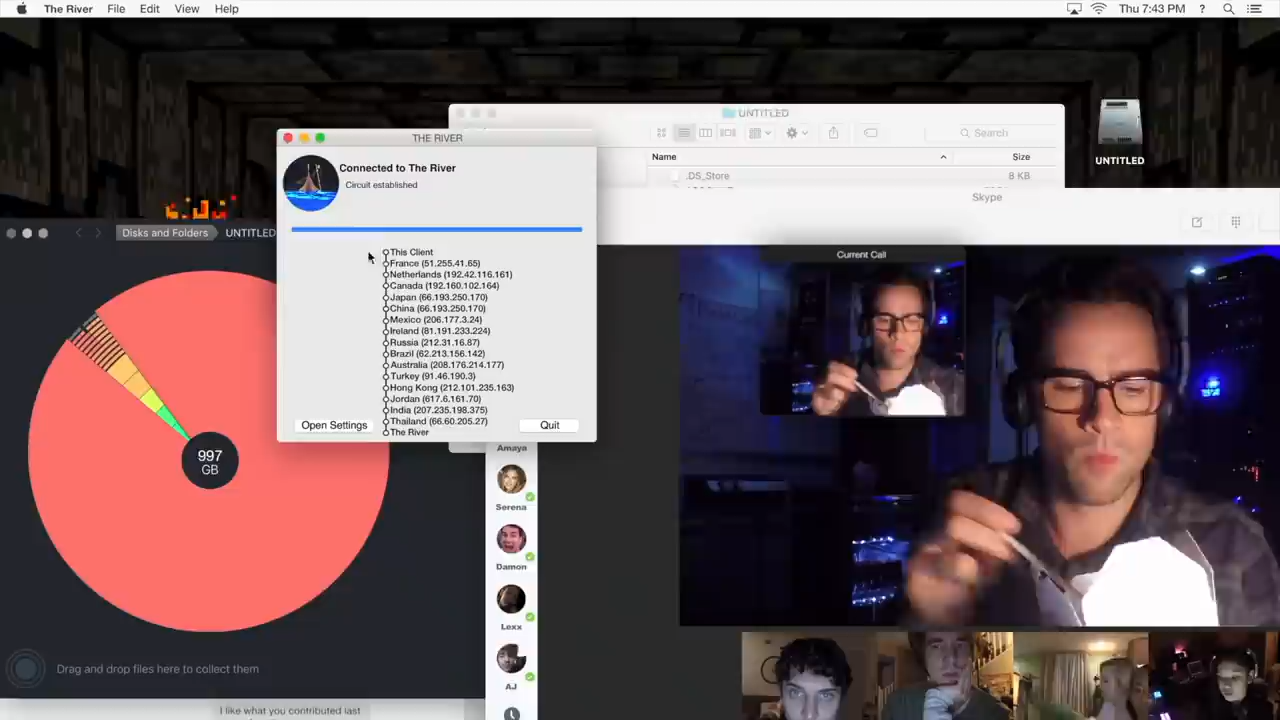 The River File Edit View Help
Thu 7:43 PM ?
UNTITLED
Search
Name Size
.DS_Store 8 KB
UNTITLED
THE RIVER
Connected to The River
Circuit established
This Client
France (51.255.41.65)
Netherlands (192.42.116.161)
Canada (192.160.102.164)
Japan (66.193.250.170)
China (66.193.250.170)
Mexico (206.177.3.24)
Ireland (81.191.233.224)
Russia (212.31.16.87)
Brazil (62.213.156.142)
Australia (208.176.214.177)
Turkey (91.46.190.3)
Hong Kong (212.101.235.163)
Jordan (617.6.161.70)
India (207.235.198.375)
Thailand (66.60.205.27)
The River
Open Settings Quit
Skype
Disks and Folders UNTITLED
997
GB
Drag and drop files here to collect them
Current Call
Amaya
Serena
Damon
Lexx
AJ
I like what you contributed last